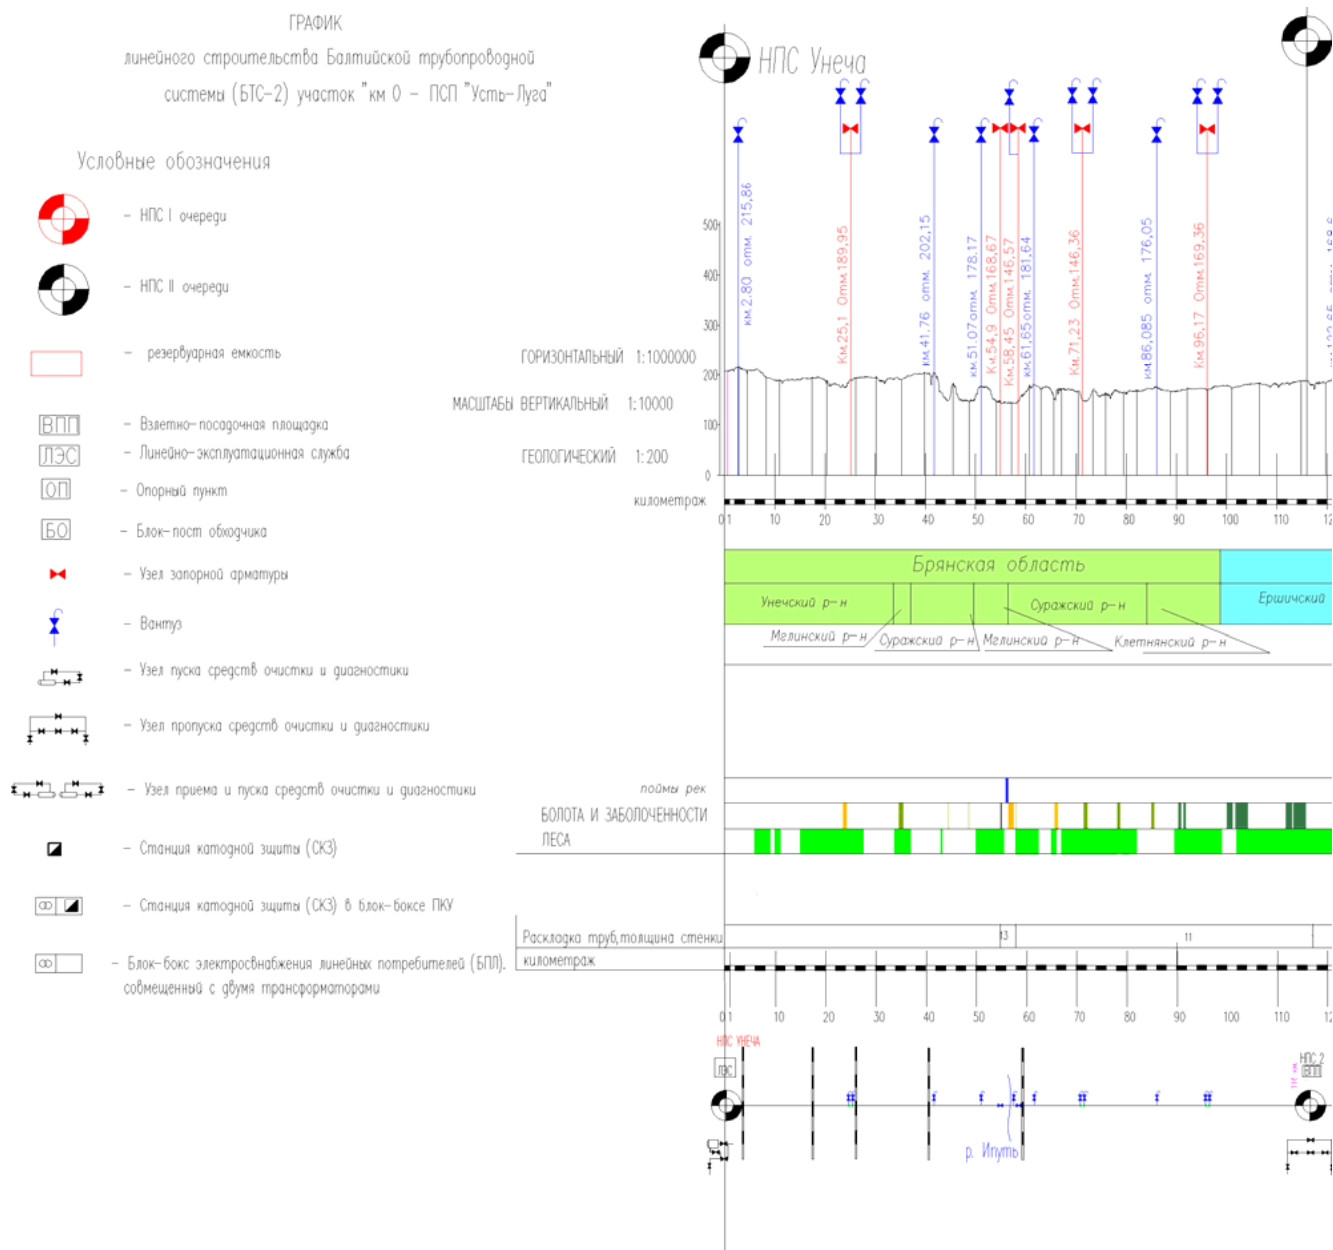 ГРАФИК
линейного строительства Балтийской трубопроводной
системы (БТС-2) участок "км 0 - ПСП "Усть-Луга"
Условные обозначения
- НПС I очереди
- НПС II очереди
- резервуарная емкость
ВПП - Взлетно-посадочная площадка
ЛЭС - Линейно-эксплуатационная служба
ОП - Опорный пункт
БО - Блок-пост обходчика
- Узел запорной арматуры
- Вантуз
- Узел пуска средств очистки и диагностики
- Узел пропуска средств очистки и диагностики
- Узел приема и пуска средств очистки и диагностики
- Станция катодной защиты (СКЗ)
- Станция катодной защиты (СКЗ) в блок-боксе ПКУ
- Блок-бокс электросвнабжения линейных потребителей (БПЛ).
совмещенный с двумя трансформаторами
НПС Унеча
км.2.80 отм. 215,86
Км.25,1 Отм.189,95
км.41.76 отм. 202,15
км.51.07 отм. 178.17
Км.54,9 Отм.168,67
Км.58,45 Отм.146,57
км.61,65 отм. 181,64
Км.71,23 Отм.146,36
км.86,085 отм. 176,05
Км.96,17 Отм.169,36
500
400
300
200
100
0
ГОРИЗОНТАЛЬНЫЙ 1:1000000
МАСШТАБЫ ВЕРТИКАЛЬНЫЙ 1:10000
ГЕОЛОГИЧЕСКИЙ 1:200
километраж
0.1 10 20 30 40 50 60 70 80 90 100 110 12
Брянская область
Унечский р-н
Суражский р-н
Ершичский
Мглинский р-н
Суражский р-н
Мглинский р-н
Клетнянский р-н
поймы рек
БОЛОТА И ЗАБОЛОЧЕННОСТИ
ЛЕСА
Раскладка труб,толщина стенки
13
11
километраж
0.1 10 20 30 40 50 60 70 80 90 100 110 12
НПС УНЕЧА
ЛЭС
НПС 2
ВПП
р. Ипуть